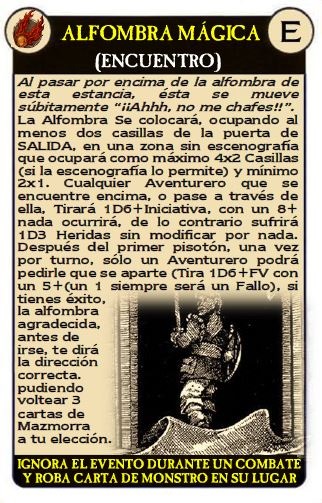 ALFOMBRA MÁGICA
E
(ENCUENTRO)
Al pasar por encima de la alfombra de
esta estancia, ésta se mueve
súbitamente “¡¡Ahhh, no me chafes!!”.
La Alfombra Se colocará, ocupando al
menos dos casillas de la puerta de
SALIDA, en una zona sin escenografía
que ocupará como máximo 4x2 Casillas
(si la escenografía lo permite) y mínimo
2x1. Cualquier Aventurero que se
encuentre encima, o pase a través de
ella, Tirará 1D6+Iniciativa, con un 8+
nada ocurrirá, de lo contrario sufrirá
1D3 Heridas sin modificar por nada.
Después del primer pisotón, una vez
por turno, sólo un Aventurero podrá
pedirle que se aparte (Tira 1D6+FV con
un 5+(un 1 siempre será un Fallo), si
tienes éxito,
la alfombra
agradecida,
antes de
irse, te dirá
la dirección
correcta.
pudiendo
voltear 3
cartas de
Mazmorra
a tu elección.
IGNORA EL EVENTO DURANTE UN COMBATE
Y ROBA CARTA DE MONSTRO EN SU LUGAR